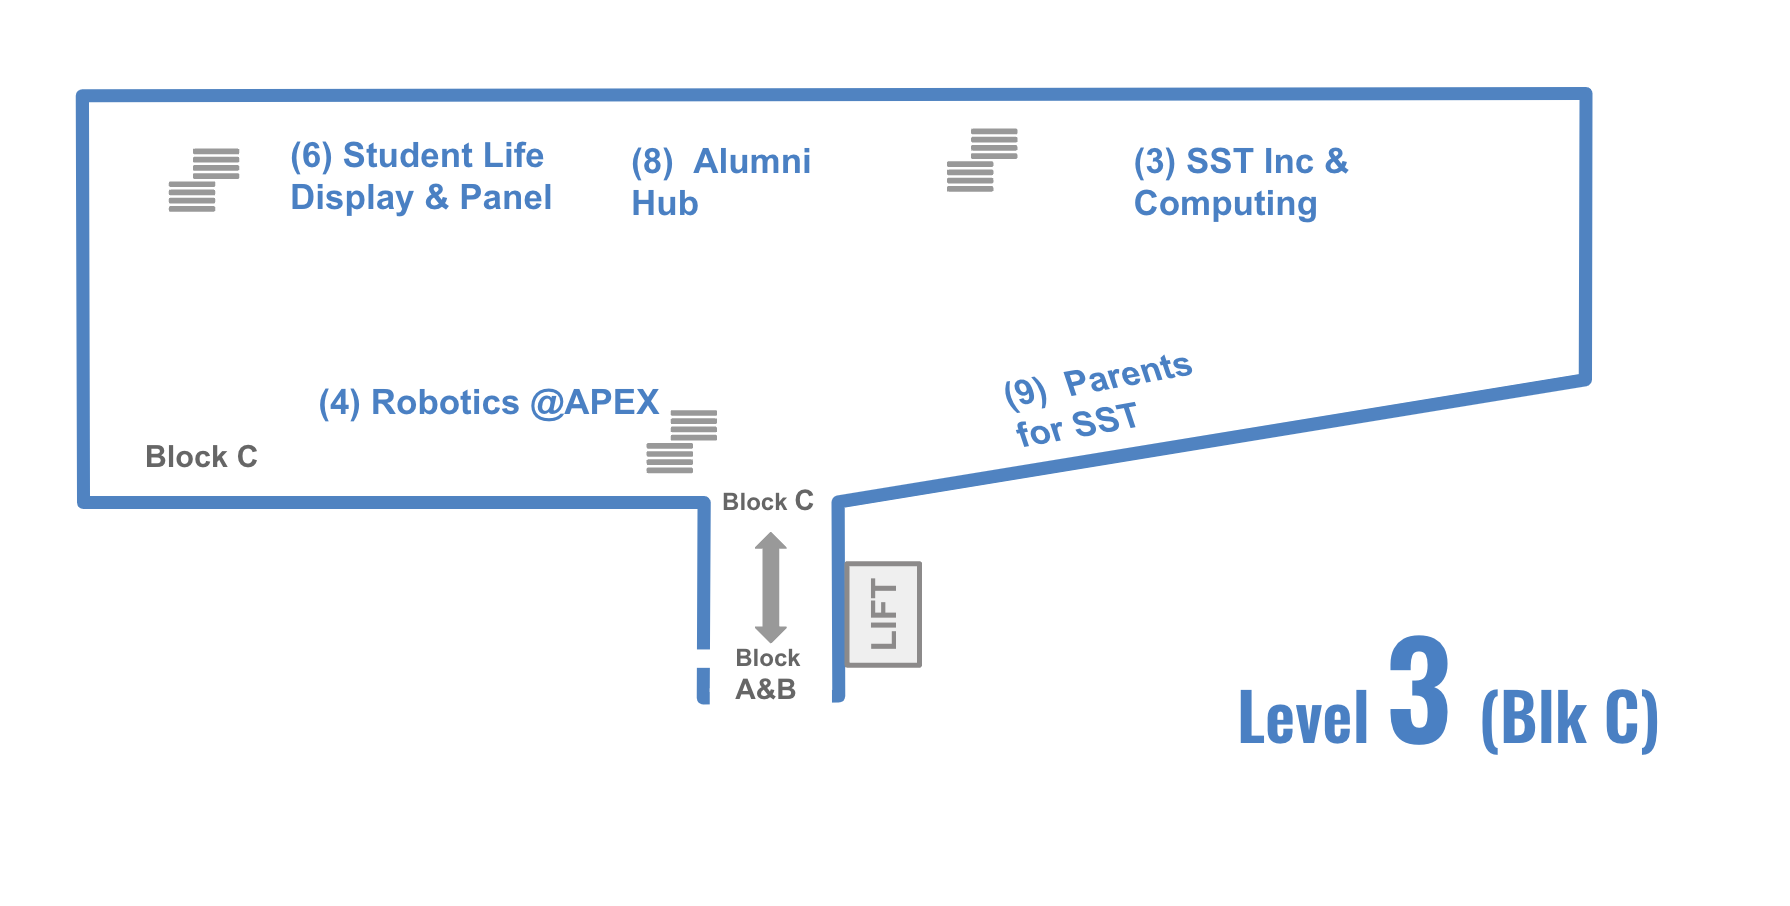 (6) Student Life
Display & Panel
(8) Alumni
Hub
(3) SST Inc &
Computing
(4) Robotics @APEX
(9) Parents
for SST
Block C
Block C
LIFT
Block
A&B
Level 3 (Blk C)